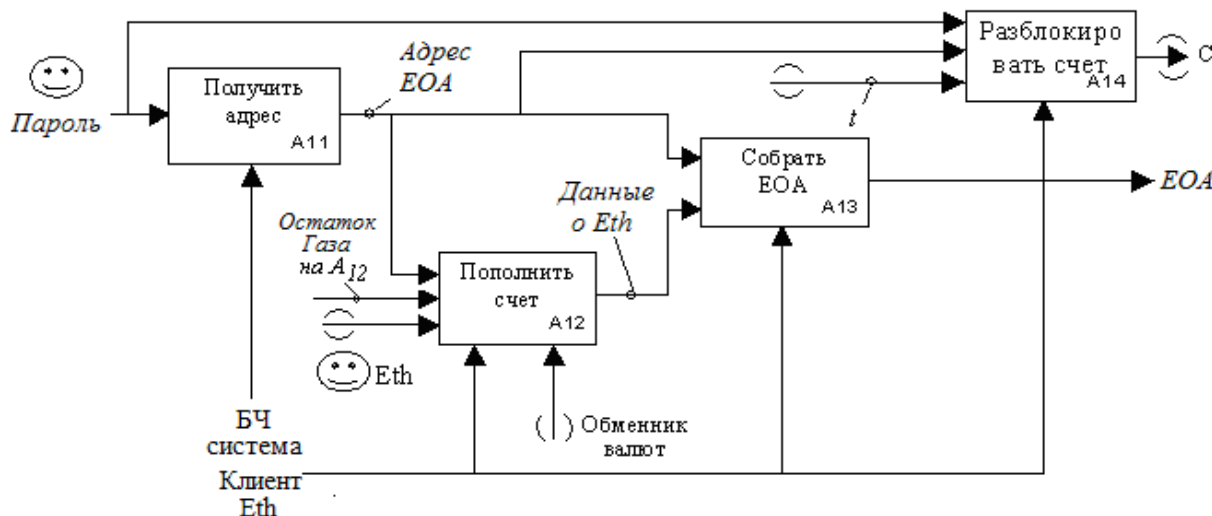 Пароль
Получить
адрес
A11
Адрес
EOA
Разблокиро
вать счет
A14
С
t
Собрать
EOA
A13
EOA
Данные
о Eth
Остаток
Газа
на A12
Пополнить
счет
A12
Eth
( ) Обменник
валют
БЧ
система
Клиент
Eth